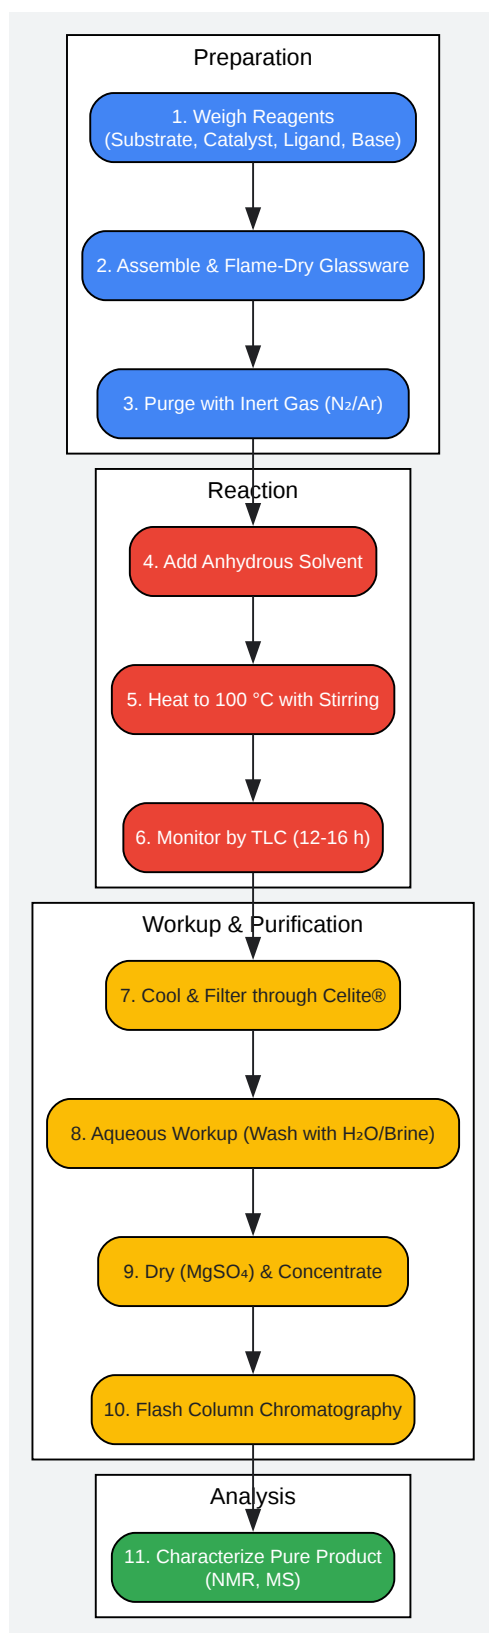 Preparation
1. Weigh Reagents
(Substrate, Catalyst, Ligand, Base)
2. Assemble & Flame-Dry Glassware
3. Purge with Inert Gas (N₂/Ar)
Reaction
4. Add Anhydrous Solvent
5. Heat to 100 °C with Stirring
6. Monitor by TLC (12-16 h)
Workup & Purification
7. Cool & Filter through Celite®
8. Aqueous Workup (Wash with H₂O/Brine)
9. Dry (MgSO₄) & Concentrate
10. Flash Column Chromatography
Analysis
11. Characterize Pure Product
(NMR, MS)